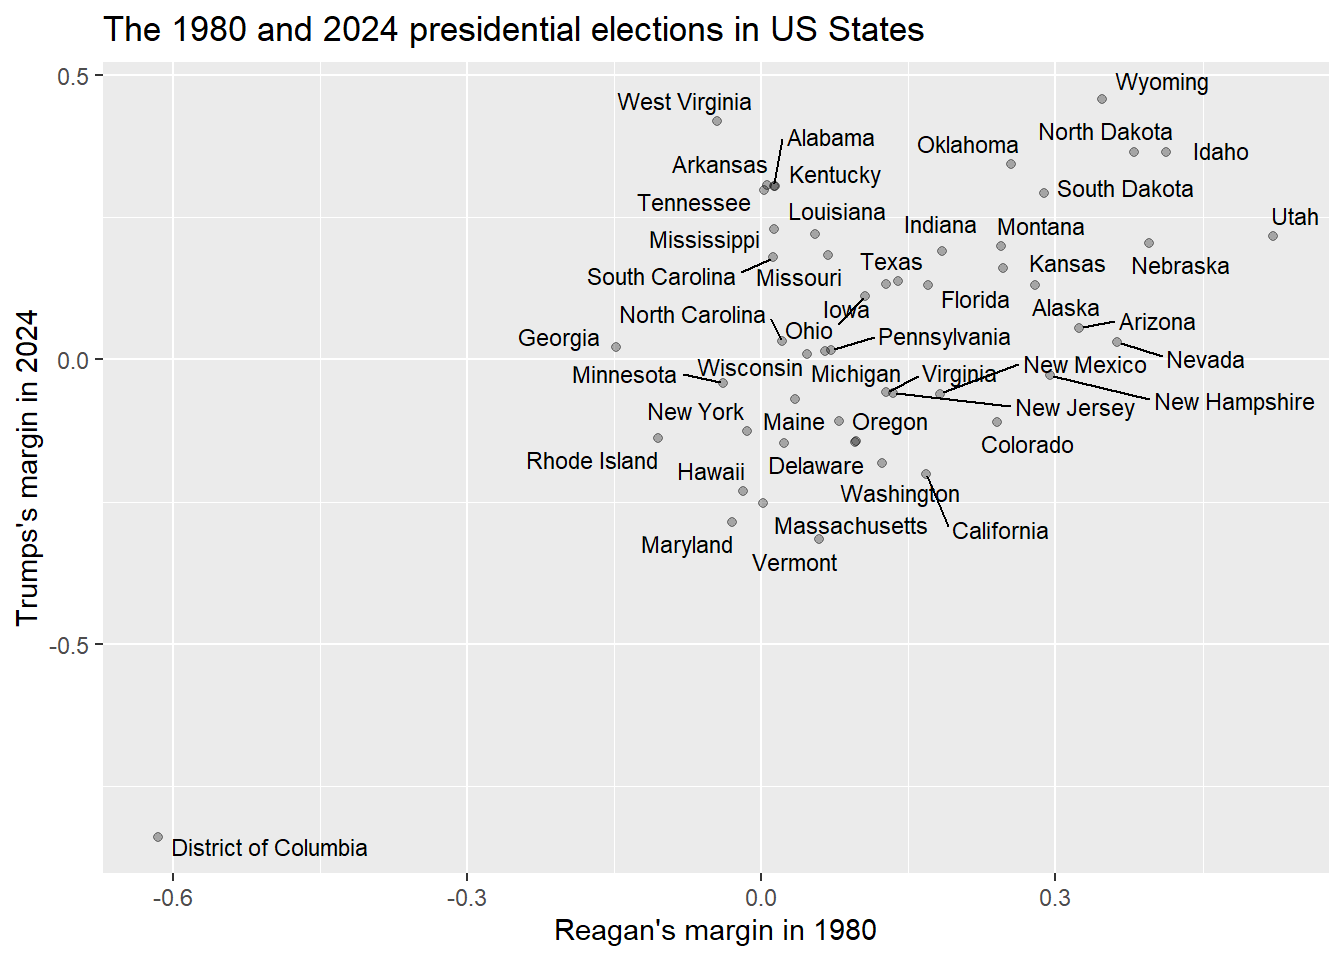 The 1980 and 2024 presidential elections in US States
Trumps's margin in 2024
0.5
0.0
-0.5
Wyoming
West Virginia
North Dakota
Alabama
Oklahoma
Idaho
Arkansas
Kentucky
South Dakota
Tennessee
Louisiana
Utah
Indiana
Montana
Mississippi
Texas
Kansas
Nebraska
South Carolina
Missouri
Florida
Iowa
Alaska
North Carolina
Arizona
Ohio
Georgia
Pennsylvania
Nevada
Wisconsin
New Mexico
Minnesota
Michigan
Virginia
New Hampshire
New Jersey
New York
Maine
Oregon
Colorado
Rhode Island
Delaware
Hawaii
Washington
Massachusetts
California
Maryland
Vermont
District of Columbia
-0.6
-0.3
0.0
0.3
Reagan's margin in 1980